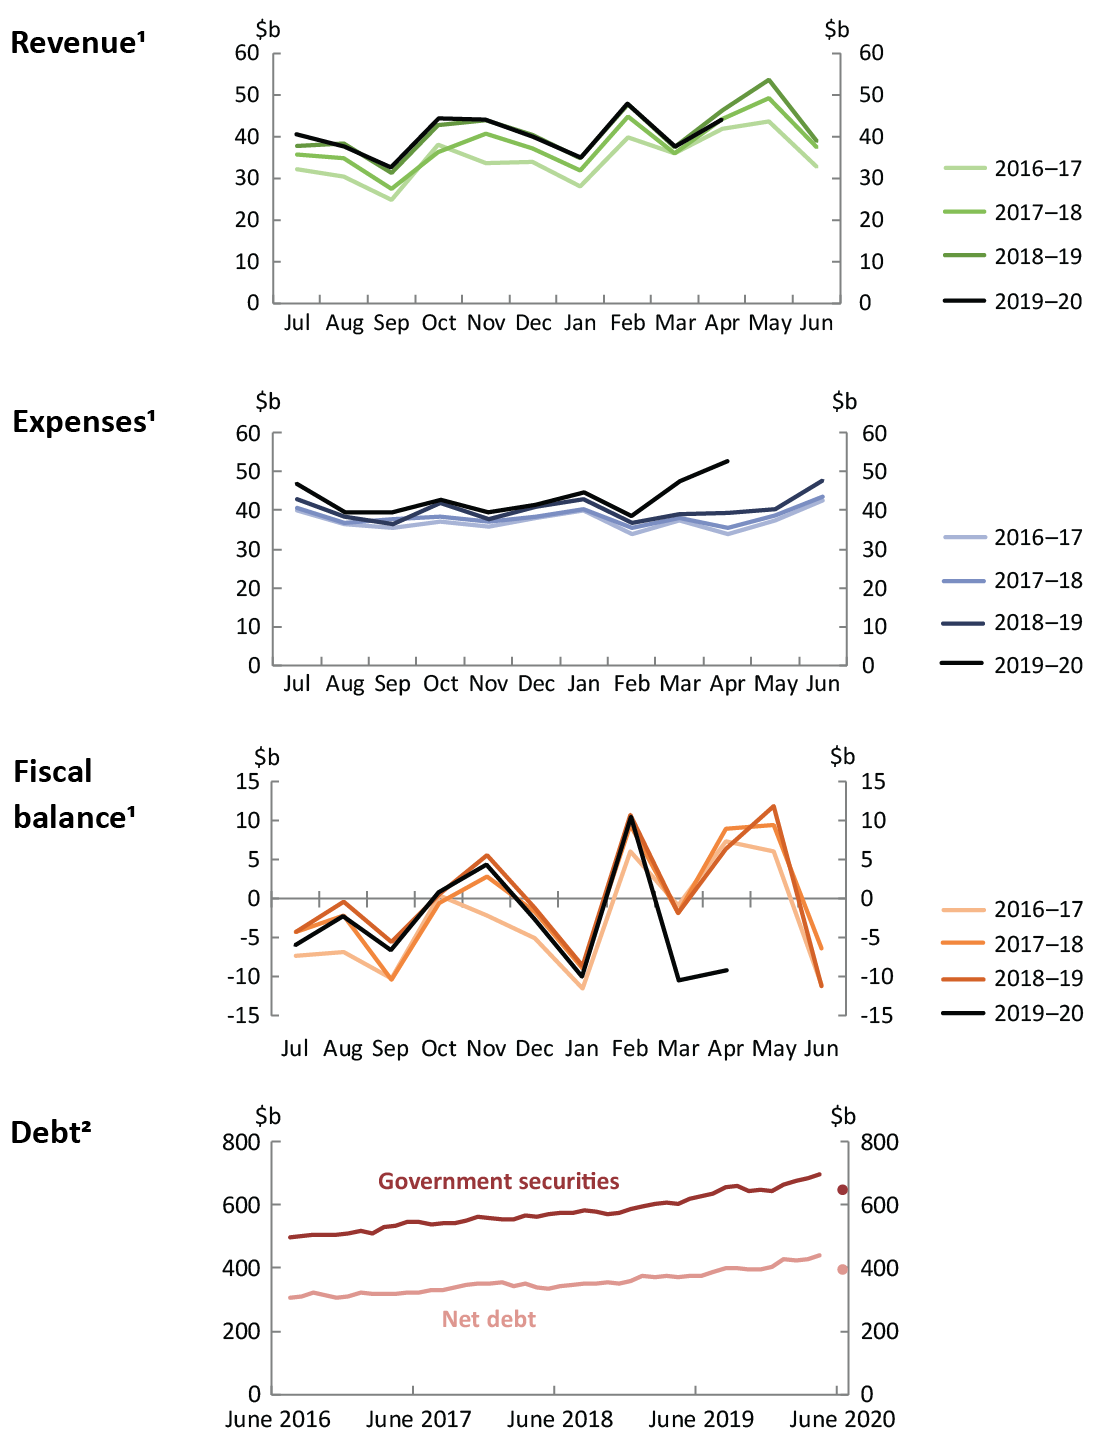 Revenue¹
$b $b
60 60
50 50
40 40
30 30
20 20
10 10
0 0
Jul Aug Sep Oct Nov Dec Jan Feb Mar Apr May Jun
2016–17
2017–18
2018–19
2019–20
Expenses¹
$b $b
60 60
50 50
40 40
30 30
20 20
10 10
0 0
Jul Aug Sep Oct Nov Dec Jan Feb Mar Apr May Jun
2016–17
2017–18
2018–19
2019–20
Fiscal
balance¹
$b $b
15 15
10 10
5 5
0 0
-5 -5
-10 -10
-15 -15
Jul Aug Sep Oct Nov Dec Jan Feb Mar Apr May Jun
2016–17
2017–18
2018–19
2019–20
Debt²
$b $b
800 800
Government securities
600 600
400 400
Net debt
200 200
0 0
June 2016 June 2017 June 2018 June 2019 June 2020